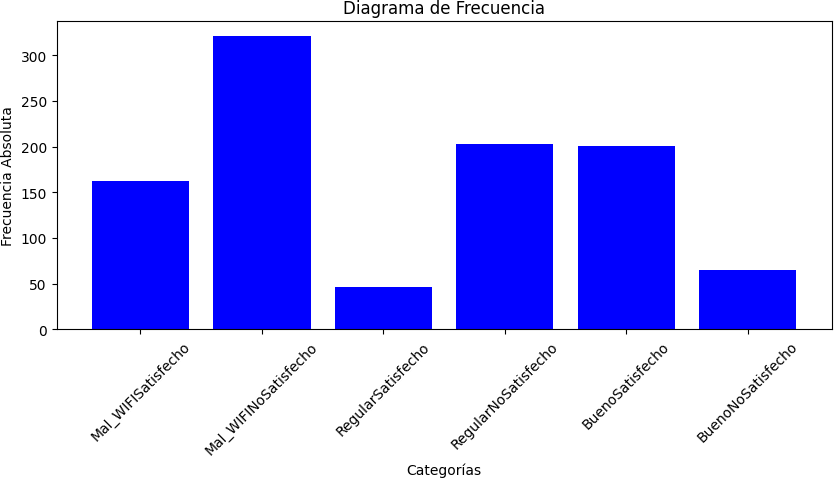 Diagrama de Frecuencia
Frecuencia Absoluta
300
250
200
150
100
50
0
Mal_WIFISatisfecho
Mal_WIFINoSatisfecho
RegularSatisfecho
RegularNoSatisfecho
BuenoSatisfecho
BuenoNoSatisfecho
Categorías